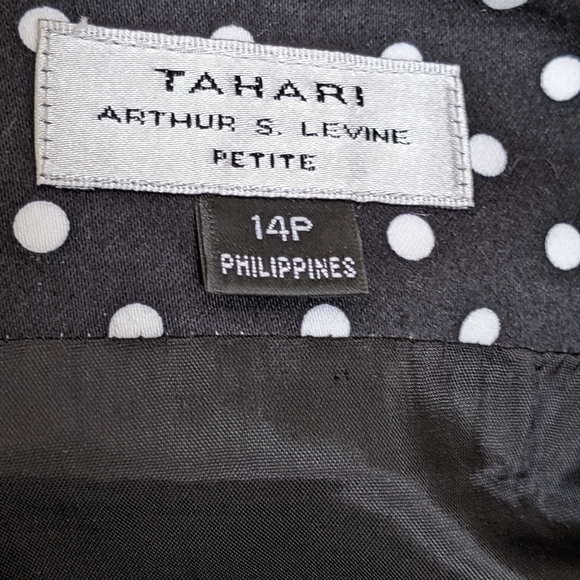 TAHARI
ARTHUR S. LEVINE
PETITE
14P
PHILIPPINES